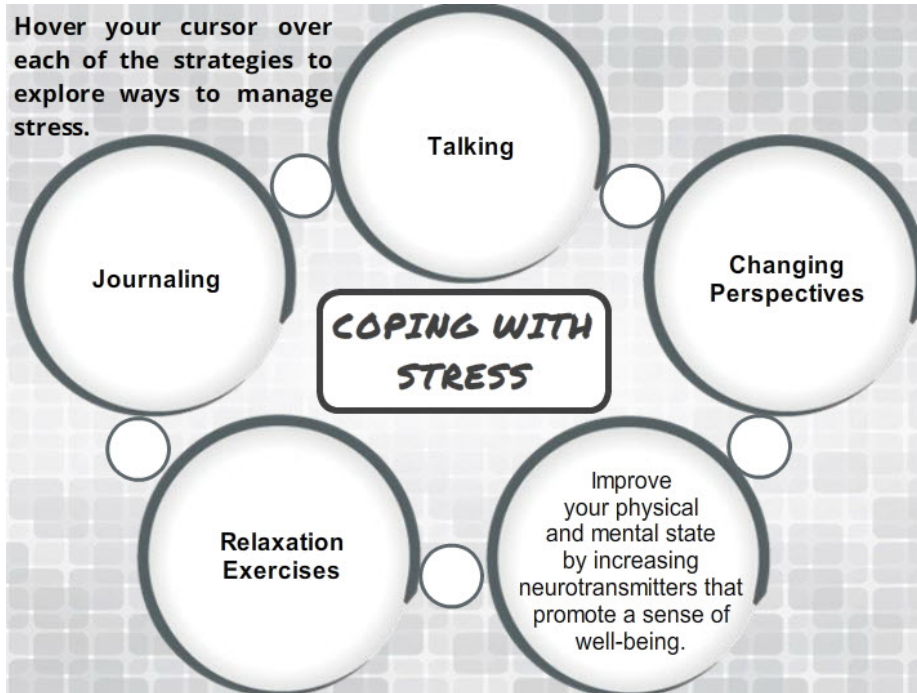 Hover your cursor over
each of the strategies to
explore ways to manage
stress.
Talking
Journaling
Changing
Perspectives
COPING WITH
STRESS
Relaxation
Exercises
Improve
your physical
and mental state
by increasing
neurotransmitters that
promote a sense of
well-being.